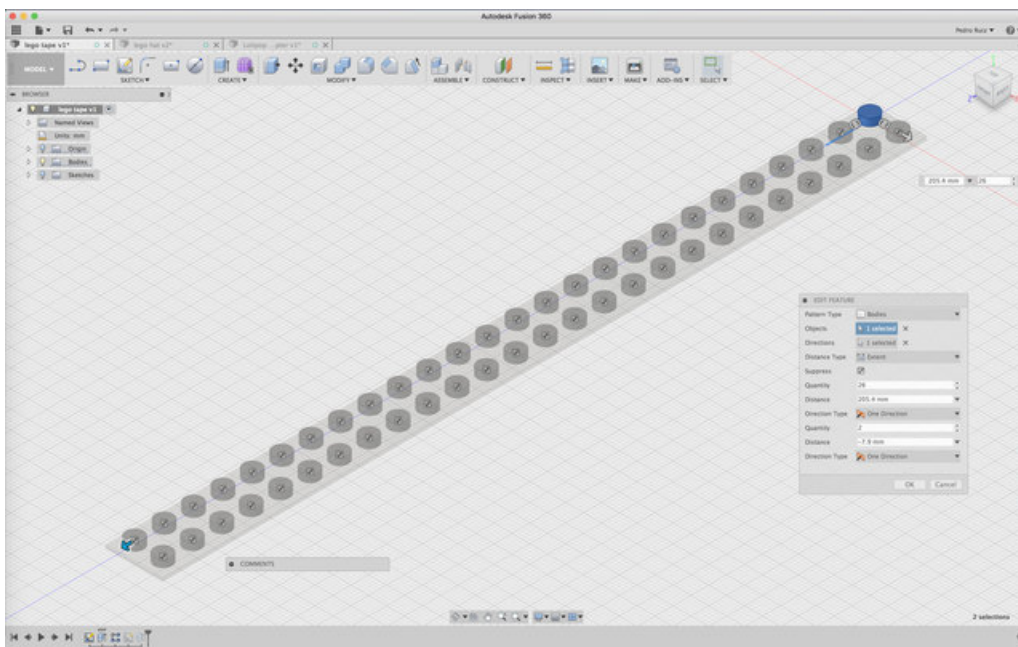 Autodesk Fusion 360
Pedro Ruiz
lego tape v1*
lego hat v2*
Lollipop ...pter v1*
MODEL
SKETCH
CREATE
MODIFY
ASSEMBLE
CONSTRUCT
INSPECT
INSERT
MAKE
ADD-INS
SELECT
BROWSER
lego tape v1
Named Views
Units: mm
Origin
Bodies
Sketches
205.4 mm 26
EDIT FEATURE
Pattern Type Bodies
Objects 1 selected
Directions 1 selected
Distance Type Extent
Suppress
Quantity 26
Distance 205.4 mm
Direction Type One Direction
Quantity 2
Distance -7.9 mm
Direction Type One Direction
OK Cancel
COMMENTS
2 selections